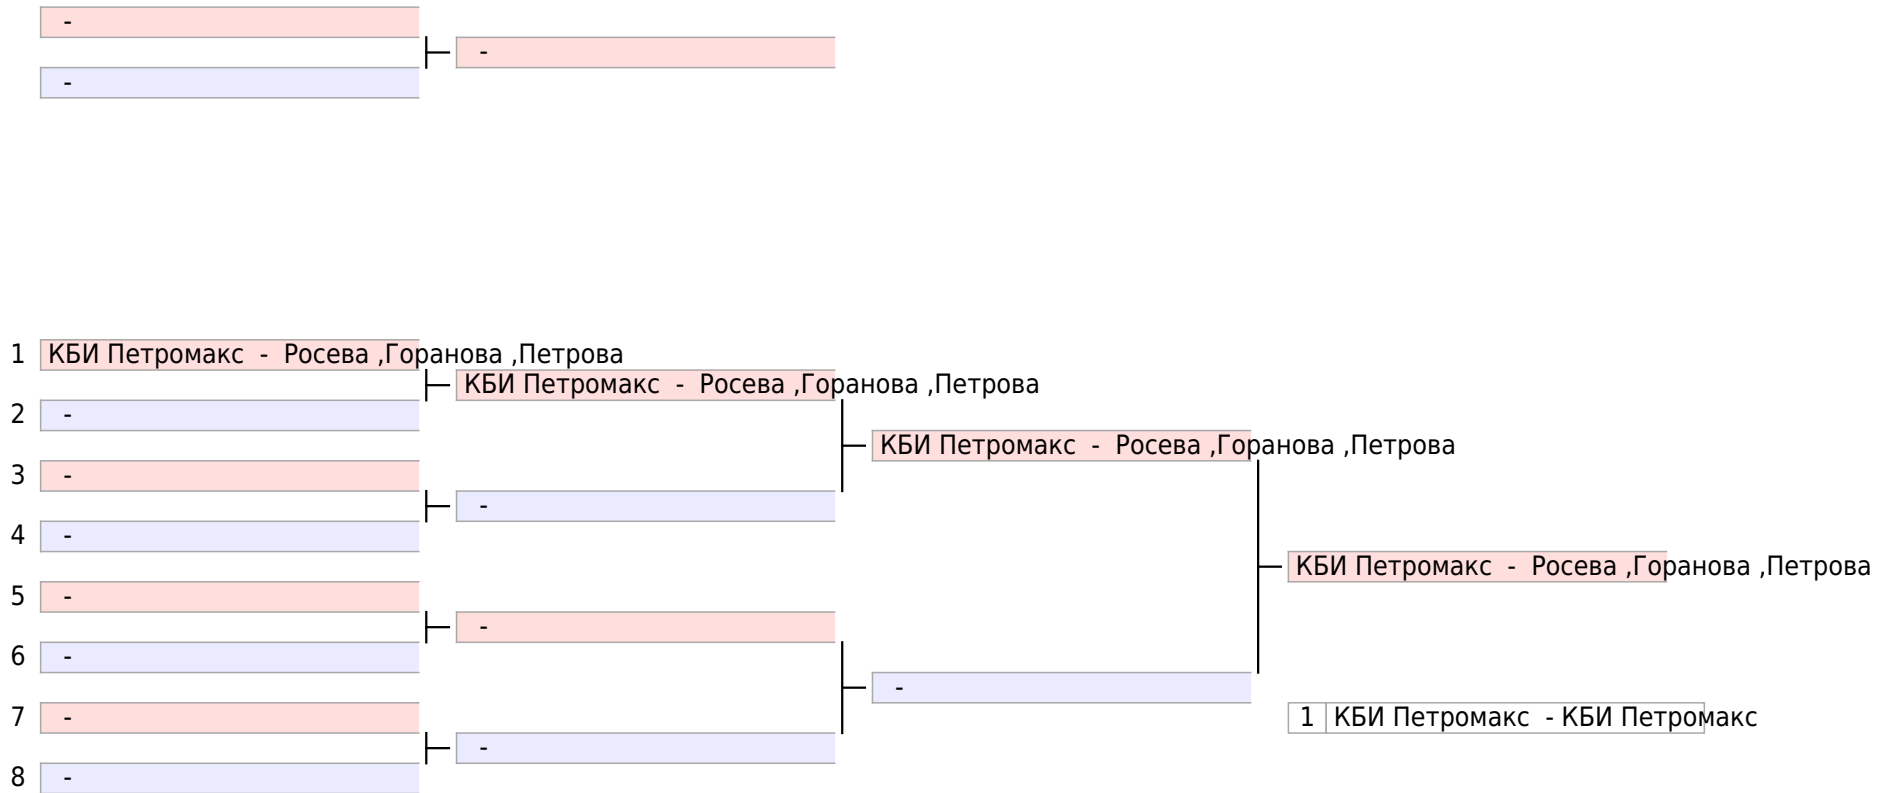 -
-
-
1 КБИ Петромакс - Росева ,Горанова ,Петрова
КБИ Петромакс - Росева ,Горанова ,Петрова
2 -
КБИ Петромакс - Росева ,Горанова ,Петрова
3 -
-
4 -
КБИ Петромакс - Росева ,Горанова ,Петрова
5 -
-
6 -
-
7 -
1 КБИ Петромакс - КБИ Петромакс
-
8 -